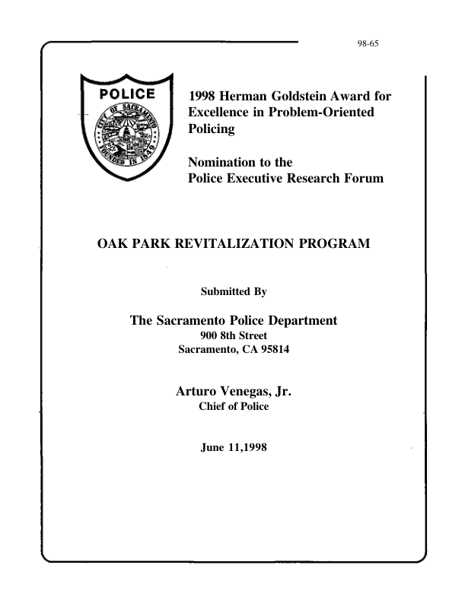 98-65
POLICE
CITY OF SACRAMENTO
FOUNDED IN 1849
1998 Herman Goldstein Award for
Excellence in Problem-Oriented
Policing
Nomination to the
Police Executive Research Forum
OAK PARK REVITALIZATION PROGRAM
Submitted By
The Sacramento Police Department
900 8th Street
Sacramento, CA 95814
Arturo Venegas, Jr.
Chief of Police
June 11,1998